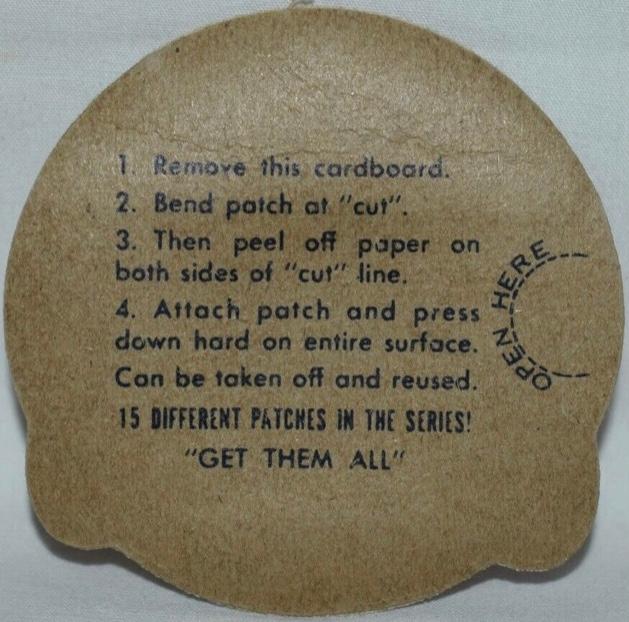 1. Remove this cardboard.
2. Bend patch at "cut".
3. Then peel off paper on
both sides of "cut" line.
4. Attach patch and press
down hard on entire surface.
Can be taken off and reused.
15 DIFFERENT PATCHES IN THE SERIES!
"GET THEM ALL"
OPEN HERE